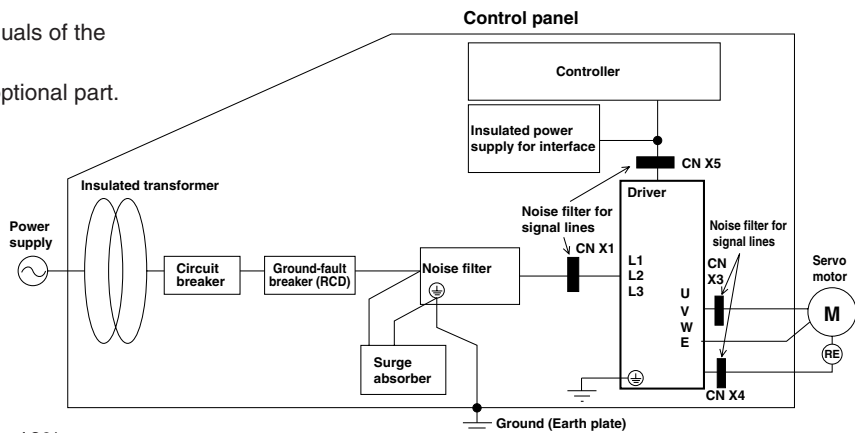 uals of the
ptional part.
Control panel
Controller
Insulated power
supply for interface
CN X5
Insulated transformer
Driver
Power
supply
Noise filter for
signal lines
CN X1
Noise filter for
signal lines
Circuit
breaker
Ground-fault
breaker (RCD)
Noise filter
L1
L2
L3
CN
X3
Servo
motor
U
V
W
E
M
RE
Surge
absorber
CN X4
Ground (Earth plate)